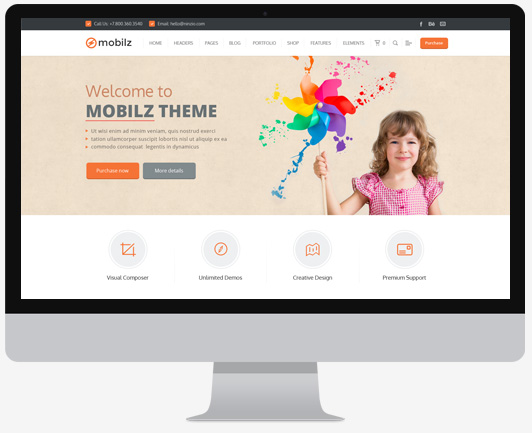 Call Us: +7.800.360.3540 Email: hello@nexoo.com
mobilz HOME HEADERS PAGES BLOG PORTFOLIO SHOP FEATURES ELEMENTS 0 Purchase
Welcome to
MOBILZ THEME
Ut wisi enim ad minim veniam, quis nostrud exerci
tation ullamcorper suscipit lobortis nisl ut aliquip ex ea
commodo consequat. legentis in dynamicus
Purchase now More details
Visual Composer Unlimited Demos Creative Design Premium Support